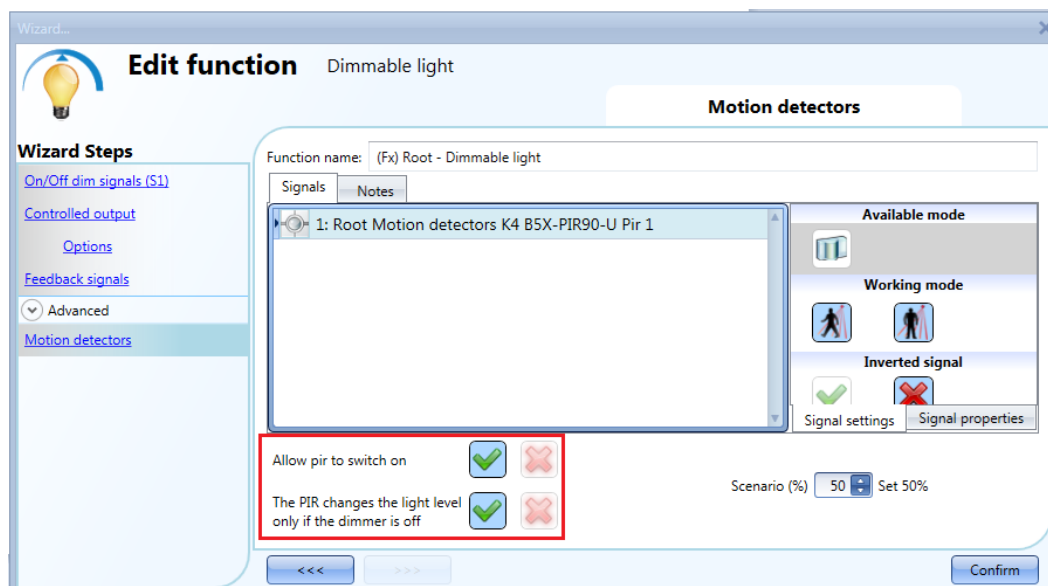 Wizard...
Edit function Dimmable light
Motion detectors
Wizard Steps
On/Off dim signals (S1)
Controlled output
Options
Feedback signals
Advanced
Motion detectors
Function name: (Fx) Root - Dimmable light
Signals Notes
1: Root Motion detectors K4 B5X-PIR90-U Pir 1
Available mode
Working mode
Inverted signal
Signal settings Signal properties
Allow pir to switch on
The PIR changes the light level
only if the dimmer is off
Scenario (%) 50 Set 50%
<<< >>> Confirm